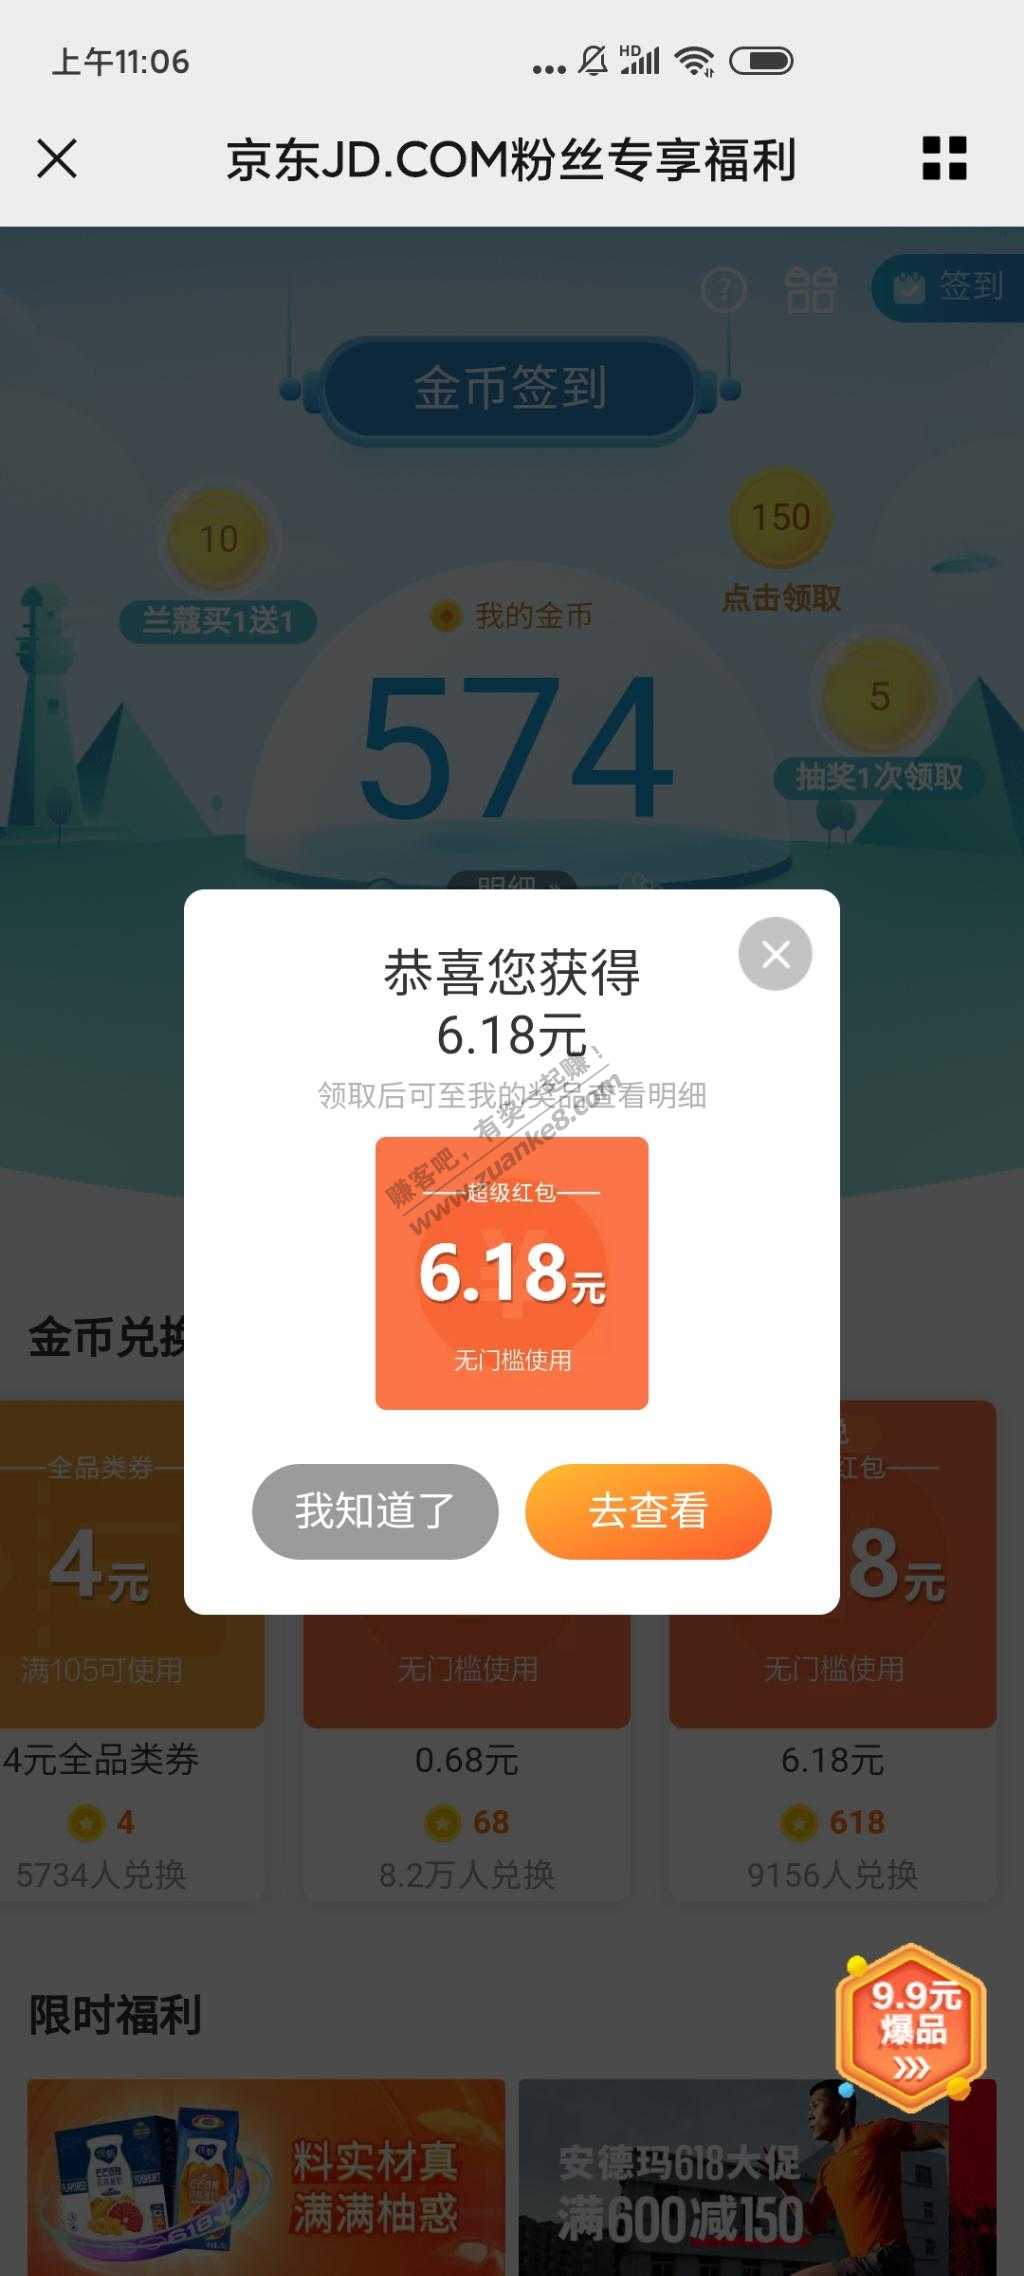 上午11:06
HD
京东JD.COM粉丝专享福利
签到
金币签到
10
150
兰蔻买1送1
点击领取
我的金币
574
5
抽奖1次领取
明细
恭喜您获得
6.18元
领取后可至我的奖品查看明细
赚客吧，有奖一起赚！
www.zuanke8.com
超级红包
6.18元
无门槛使用
我知道了
去查看
金币兑换
全品类券
红包
4元
8元
满105可使用
无门槛使用
无门槛使用
4元全品类券
0.68元
6.18元
4
68
618
5734人兑换
8.2万人兑换
9156人兑换
9.9元
爆品
限时福利
料实材真
满满柚惑
618
安德玛618大促
满600减150